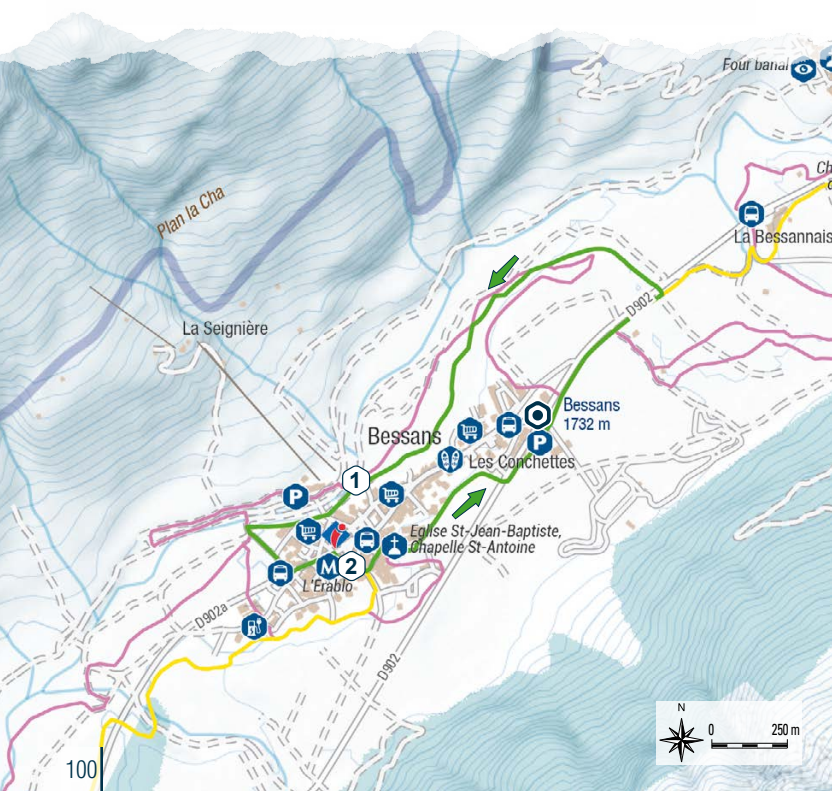 Four banal
Ch
La Bessannais
Plan la Cha
D902
La Seignière
Bessans
1732 m
P
Bessans
Les Conchettes
1
P
Eglise St-Jean-Baptiste,
Chapelle St-Antoine
M
2
L'Erablo
D902a
D902
N
0
250 m
100